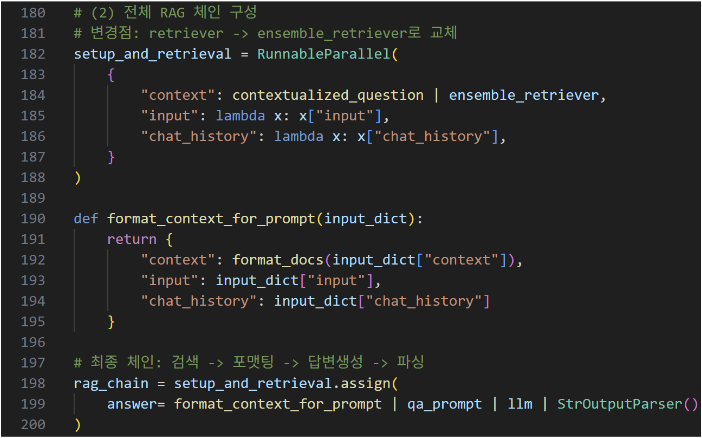 180 # (2) 전체 RAG 체인 구성
181 # 변경점: retriever -> ensemble_retriever로 교체
182 setup_and_retrieval = RunnableParallel(
183     {
184         "context": contextualized_question | ensemble_retriever,
185         "input": lambda x: x["input"],
186         "chat_history": lambda x: x["chat_history"],
187     }
188 )
189
190 def format_context_for_prompt(input_dict):
191     return {
192         "context": format_docs(input_dict["context"]),
193         "input": input_dict["input"],
194         "chat_history": input_dict["chat_history"]
195     }
196
197 # 최종 체인: 검색 -> 포맷팅 -> 답변생성 -> 파싱
198 rag_chain = setup_and_retrieval.assign(
199     answer= format_context_for_prompt | qa_prompt | llm | StrOutputParser()
200 )